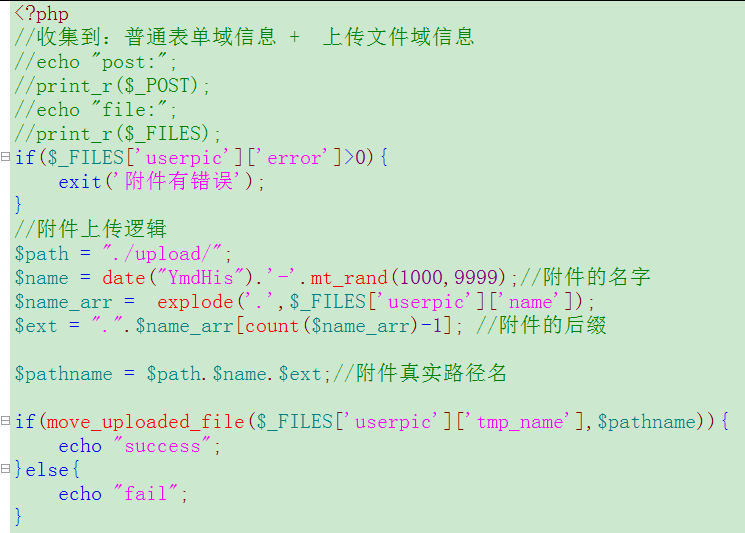 <?php
//收集到：普通表单域信息 +  上传文件域信息
//echo "post:";
//print_r($_POST);
//echo "file:";
//print_r($_FILES);
if($_FILES['userpic']['error']>0){
    exit('附件有错误');
}
//附件上传逻辑
$path = "./upload/";
$name = date("YmdHis").'-'.mt_rand(1000,9999);//附件的名字
$name_arr =  explode('.',$_FILES['userpic']['name']);
$ext = ".".$name_arr[count($name_arr)-1]; //附件的后缀
$pathname = $path.$name.$ext;//附件真实路径名
if(move_uploaded_file($_FILES['userpic']['tmp_name'],$pathname)){
    echo "success";
}else{
    echo "fail";
}